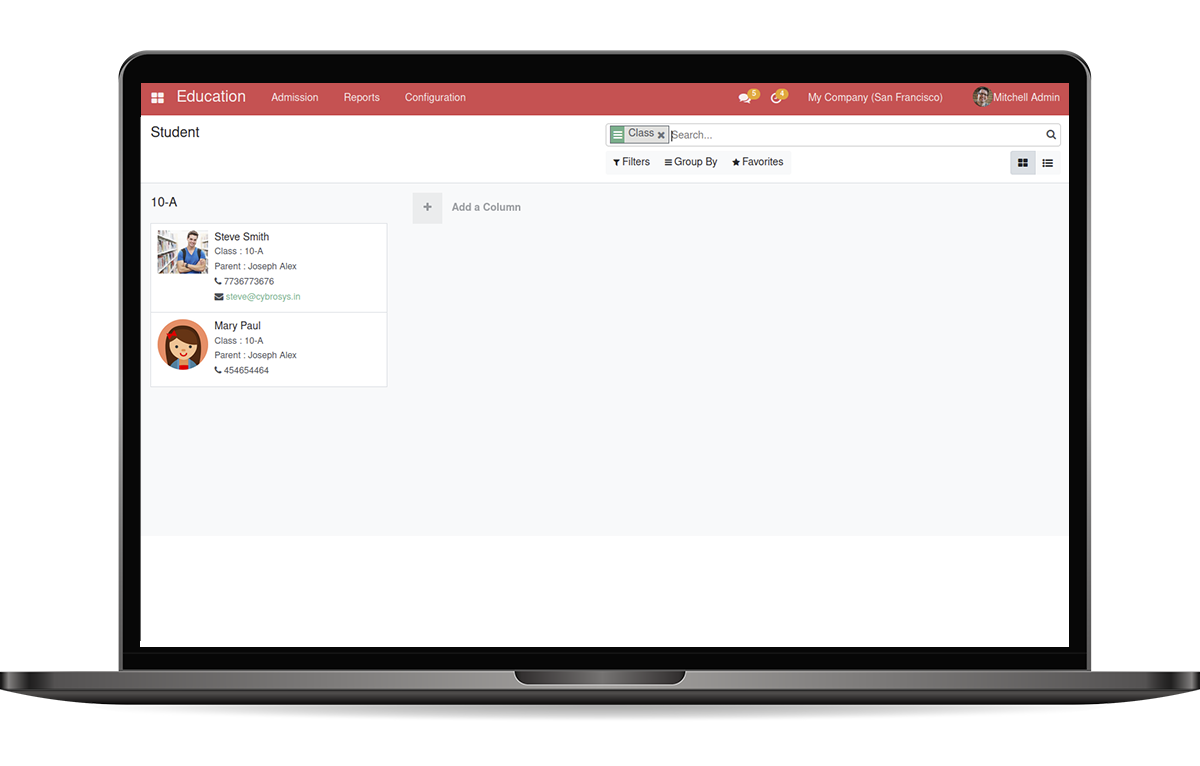 Education Admission Reports Configuration 5 4 My Company (San Francisco) Mitchell Admin
Student
Class Search...
Filters Group By Favorites
10-A
Add a Column
Steve Smith
Class : 10-A
Parent : Joseph Alex
7736773676
steve@cybrosys.in
Mary Paul
Class : 10-A
Parent : Joseph Alex
454654464